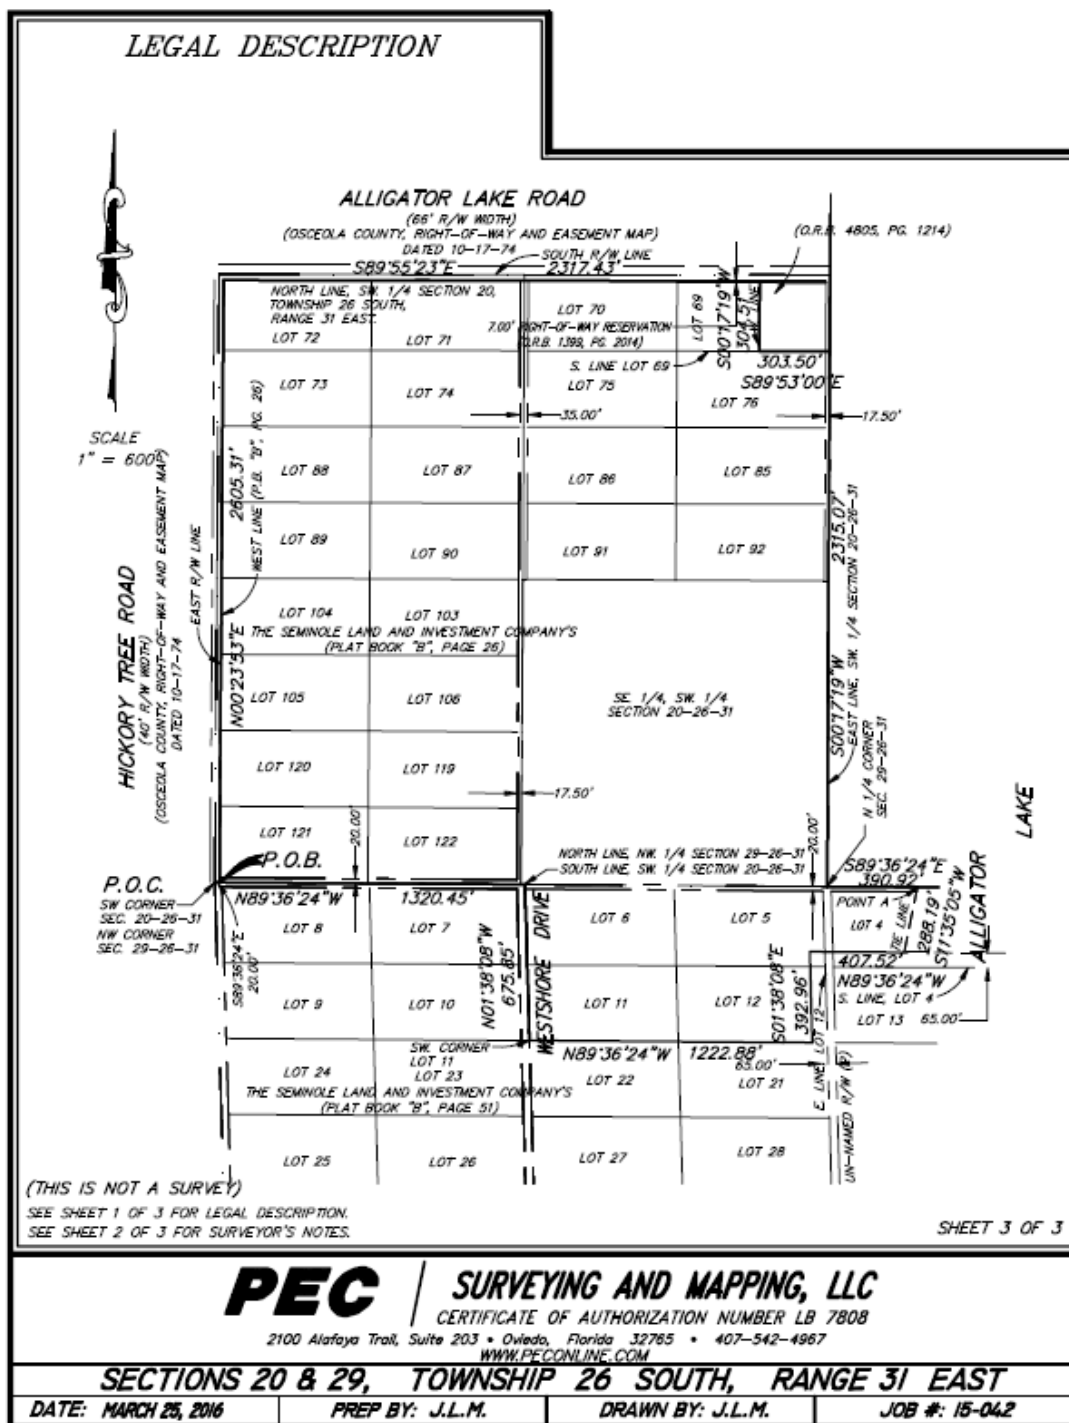 LEGAL DESCRIPTION
ALLIGATOR LAKE ROAD
(66' R/W WIDTH)
(OSCEOLA COUNTY, RIGHT-OF-WAY AND EASEMENT MAP)
DATED 10-17-74
(O.R.B. 4805, PG. 1214)
SOUTH R/W LINE
S89°55'23"E 2317.43'
NORTH LINE, SW. 1/4 SECTION 20,
TOWNSHIP 26 SOUTH,
RANGE 31 EAST.
LOT 72
LOT 71
LOT 70
LOT 69
7.00' RIGHT-OF-WAY RESERVATION
(O.R.B. 1399, PG. 2014)
S. LINE LOT 69
S00°17'19"W
304.51'
W LINE
303.50'
S89°53'00"E
LOT 73
LOT 74
LOT 75
LOT 76
35.00'
17.50'
SCALE
1" = 600'
LOT 88
LOT 87
LOT 86
LOT 85
LOT 89
LOT 90
LOT 91
LOT 92
2605.31'
N00°23'53"E
WEST LINE (P.B. "B", PG. 26)
EAST R/W LINE
HICKORY TREE ROAD
(40' R/W WIDTH)
(OSCEOLA COUNTY, RIGHT-OF-WAY AND EASEMENT MAP)
DATED 10-17-74
LOT 104
LOT 103
THE SEMINOLE LAND AND INVESTMENT COMPANY'S
(PLAT BOOK "B", PAGE 26)
LOT 105
LOT 106
SE. 1/4, SW. 1/4
SECTION 20-26-31
2315.07'
S00°17'19"W
EAST LINE, SW. 1/4 SECTION 20-26-31
N 1/4 CORNER
SEC. 29-26-31
LOT 120
LOT 119
17.50'
LOT 121
LOT 122
20.00'
20.00'
P.O.B.
P.O.C.
SW CORNER
SEC. 20-26-31
NW CORNER
SEC. 29-26-31
NORTH LINE, NW. 1/4 SECTION 29-26-31
SOUTH LINE, SW. 1/4 SECTION 20-26-31
N89°36'24"W 1320.45'
S89°36'24"E
20.00'
S89°36'24"E
390.92'
POINT A
LOT 4
TIE LINE
288.19'
S11°35'05"W
ALLIGATOR LAKE
LOT 8
LOT 7
LOT 6
LOT 5
N01°38'08"W
675.85'
WESTSHORE DRIVE
407.52'
N89°36'24"W
S. LINE, LOT 4
LOT 9
LOT 10
LOT 11
LOT 12
S01°38'08"E
392.96'
LOT 13 65.00'
SW. CORNER
LOT 11
N89°36'24"W 1222.88'
65.00'
E. LINE, LOT 12
UN-NAMED R/W (P)
LOT 24
LOT 23
LOT 22
LOT 21
THE SEMINOLE LAND AND INVESTMENT COMPANY'S
(PLAT BOOK "B", PAGE 51)
LOT 25
LOT 26
LOT 27
LOT 28
(THIS IS NOT A SURVEY)
SEE SHEET 1 OF 3 FOR LEGAL DESCRIPTION.
SEE SHEET 2 OF 3 FOR SURVEYOR'S NOTES.
SHEET 3 OF 3
PEC SURVEYING AND MAPPING, LLC
CERTIFICATE OF AUTHORIZATION NUMBER LB 7808
2100 Alafaya Trail, Suite 203 • Oviedo, Florida 32765 • 407-542-4967
WWW.PECONLINE.COM
SECTIONS 20 & 29, TOWNSHIP 26 SOUTH, RANGE 31 EAST
DATE: MARCH 25, 2016
PREP BY: J.L.M.
DRAWN BY: J.L.M.
JOB #: 15-042